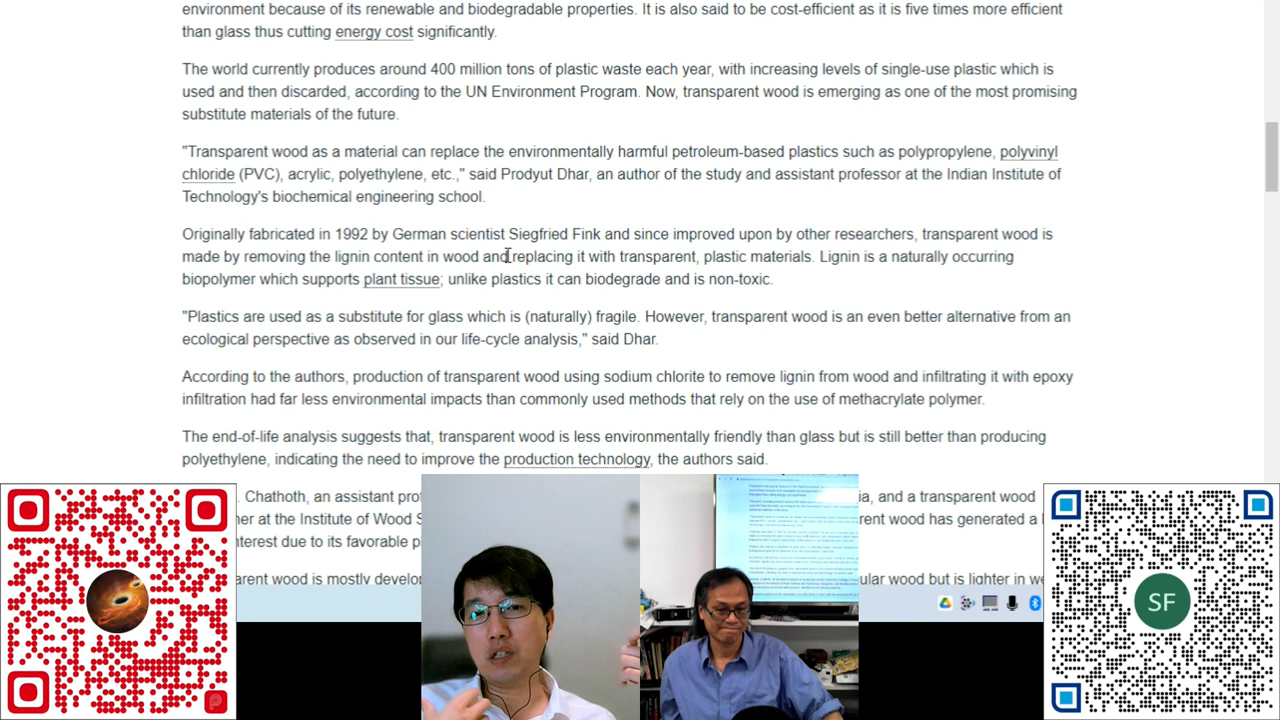 environment because of its renewable and biodegradable properties. It is also said to be cost-efficient as it is five times more efficient
than glass thus cutting energy cost significantly.
The world currently produces around 400 million tons of plastic waste each year, with increasing levels of single-use plastic which is
used and then discarded, according to the UN Environment Program. Now, transparent wood is emerging as one of the most promising
substitute materials of the future.
"Transparent wood as a material can replace the environmentally harmful petroleum-based plastics such as polypropylene, polyvinyl
chloride (PVC), acrylic, polyethylene, etc.," said Prodyut Dhar, an author of the study and assistant professor at the Indian Institute of
Technology's biochemical engineering school.
Originally fabricated in 1992 by German scientist Siegfried Fink and since improved upon by other researchers, transparent wood is
made by removing the lignin content in wood and replacing it with transparent, plastic materials. Lignin is a naturally occurring
biopolymer which supports plant tissue; unlike plastics it can biodegrade and is non-toxic.
"Plastics are used as a substitute for glass which is (naturally) fragile. However, transparent wood is an even better alternative from an
ecological perspective as observed in our life-cycle analysis," said Dhar.
According to the authors, production of transparent wood using sodium chlorite to remove lignin from wood and infiltrating it with epoxy
infiltration had far less environmental impacts than commonly used methods that rely on the use of methacrylate polymer.
The end-of-life analysis suggests that, transparent wood is less environmentally friendly than glass but is still better than producing
polyethylene, indicating the need to improve the production technology, the authors said.
. Chathoth, an assistant pro a, and a transparent wood
er at the Institute of Wood S rent wood has generated
erest due to its favorable p
rent wood is mostly develop ular wood but is lighter in
SF